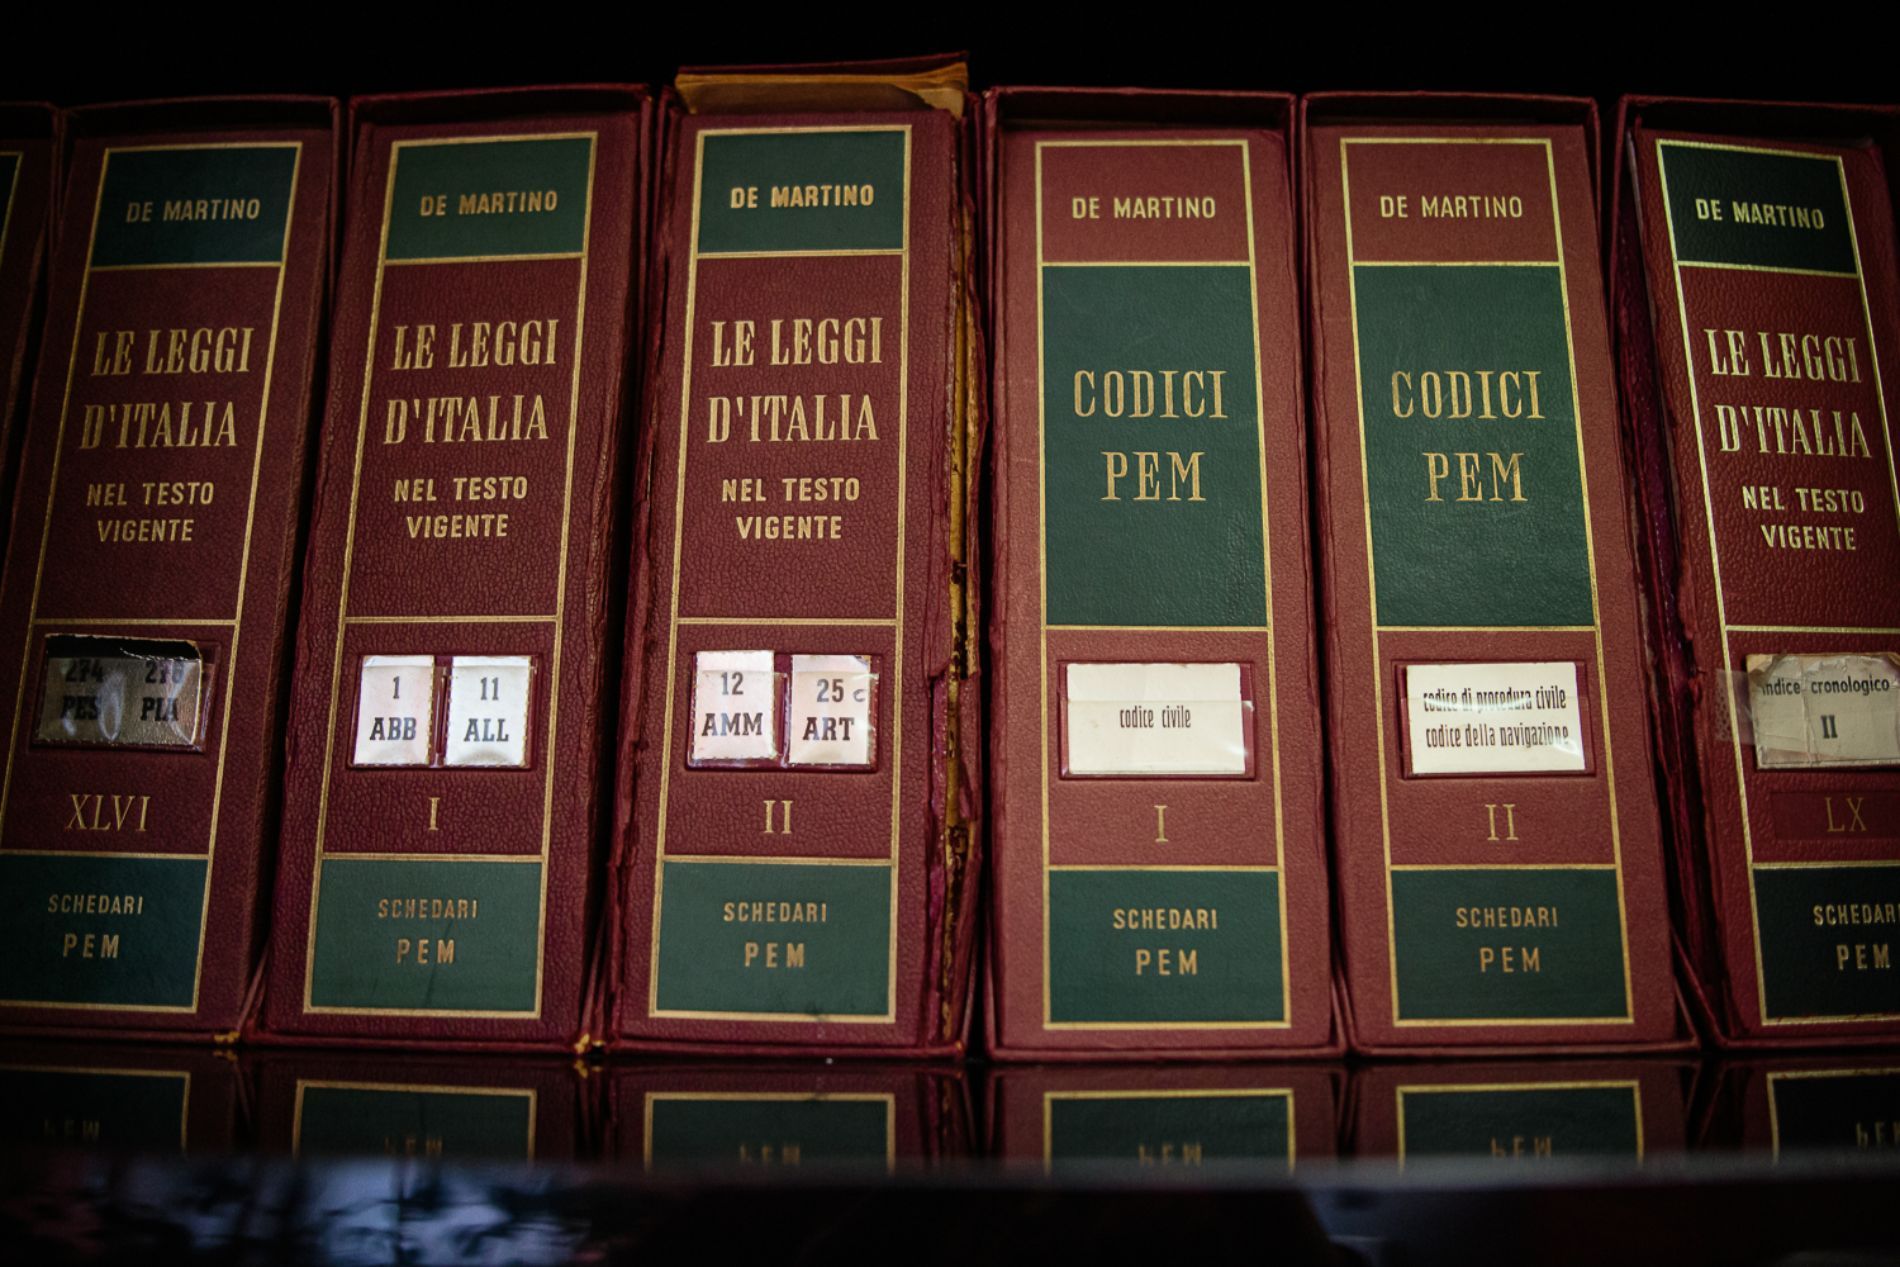 DE MARTINO
LE LEGGI
D'ITALIA
NEL TESTO
VIGENTE
274
PES
PLA
XLVI
SCHEDARI
PEM
DE MARTINO
LE LEGGI
D'ITALIA
NEL TESTO
VIGENTE
1 11
ABB ALL
I
SCHEDARI
PEM
DE MARTINO
LE LEGGI
D'ITALIA
NEL TESTO
VIGENTE
12 25 c
AMM ART
II
SCHEDARI
PEM
DE MARTINO
CODICI
PEM
codice civile
I
SCHEDARI
PEM
DE MARTINO
CODICI
PEM
codice di procedura civile
codice della navigazione
II
SCHEDARI
PEM
DE MARTINO
LE LEGGI
D'ITALIA
NEL TESTO
VIGENTE
indice cronologico
II
LX
SCHEDARI
PEM